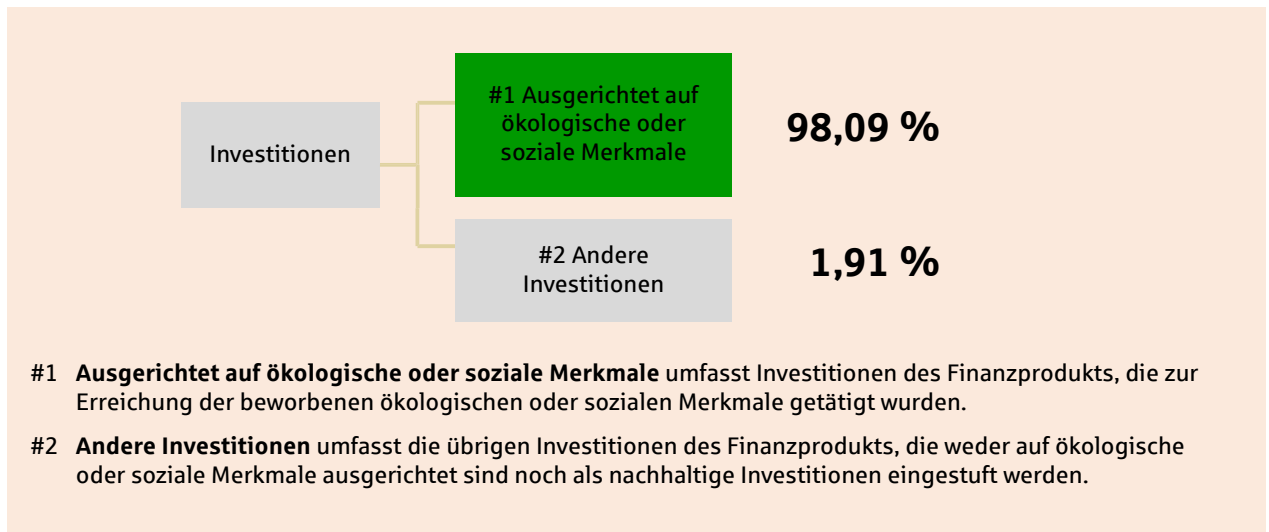 #1 Ausgerichtet auf
ökologische oder
soziale Merkmale
98,09 %
Investitionen
#2 Andere
Investitionen
1,91 %
#1 Ausgerichtet auf ökologische oder soziale Merkmale umfasst Investitionen des Finanzprodukts, die zur
Erreichung der beworbenen ökologischen oder sozialen Merkmale getätigt wurden.
#2 Andere Investitionen umfasst die übrigen Investitionen des Finanzprodukts, die weder auf ökologische
oder soziale Merkmale ausgerichtet sind noch als nachhaltige Investitionen eingestuft werden.